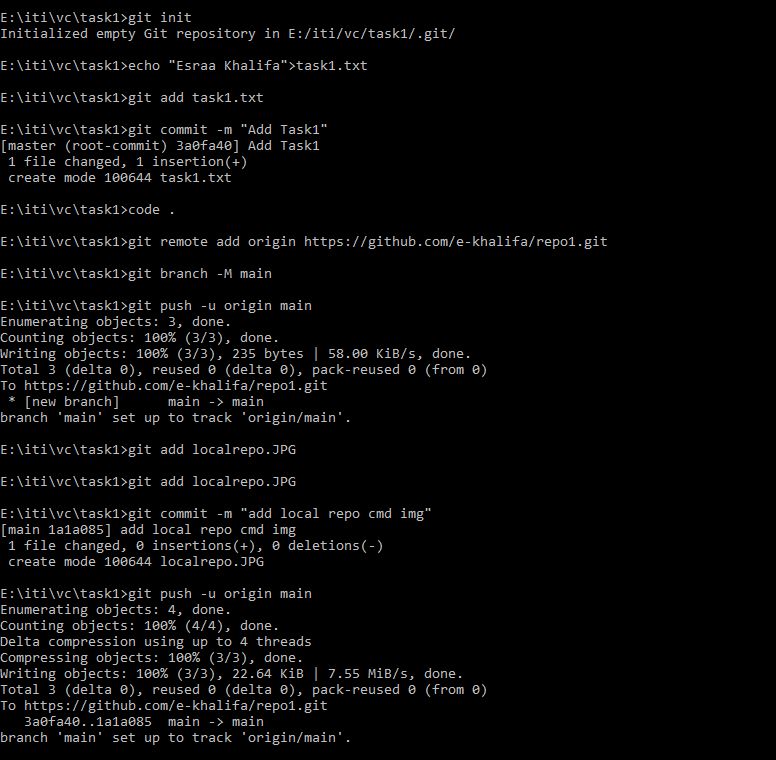 E:\iti\vc\task1>git init
Initialized empty Git repository in E:/iti/vc/task1/.git/
E:\iti\vc\task1>echo "Esraa Khalifa">task1.txt
E:\iti\vc\task1>git add task1.txt
E:\iti\vc\task1>git commit -m "Add Task1"
[master (root-commit) 3a0fa40] Add Task1
 1 file changed, 1 insertion(+)
 create mode 100644 task1.txt
E:\iti\vc\task1>code .
E:\iti\vc\task1>git remote add origin https://github.com/e-khalifa/repo1.git
E:\iti\vc\task1>git branch -M main
E:\iti\vc\task1>git push -u origin main
Enumerating objects: 3, done.
Counting objects: 100% (3/3), done.
Writing objects: 100% (3/3), 235 bytes | 58.00 KiB/s, done.
Total 3 (delta 0), reused 0 (delta 0), pack-reused 0 (from 0)
To https://github.com/e-khalifa/repo1.git
 * [new branch]      main -> main
branch 'main' set up to track 'origin/main'.
E:\iti\vc\task1>git add localrepo.JPG
E:\iti\vc\task1>git add localrepo.JPG
E:\iti\vc\task1>git commit -m "add local repo cmd img"
[main 1a1a085] add local repo cmd img
 1 file changed, 0 insertions(+), 0 deletions(-)
 create mode 100644 localrepo.JPG
E:\iti\vc\task1>git push -u origin main
Enumerating objects: 4, done.
Counting objects: 100% (4/4), done.
Delta compression using up to 4 threads
Compressing objects: 100% (3/3), done.
Writing objects: 100% (3/3), 22.64 KiB | 7.55 MiB/s, done.
Total 3 (delta 0), reused 0 (delta 0), pack-reused 0 (from 0)
To https://github.com/e-khalifa/repo1.git
   3a0fa40..1a1a085  main -> main
branch 'main' set up to track 'origin/main'.